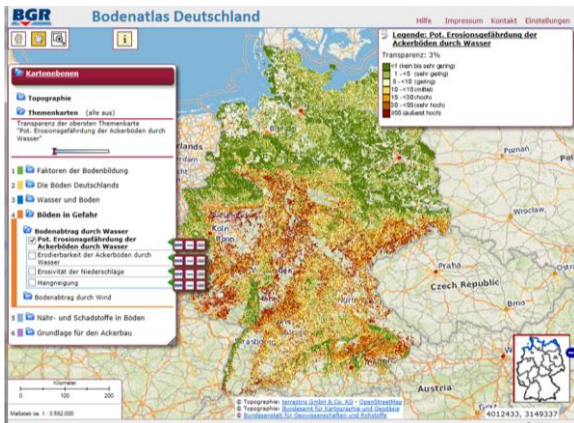 BGR
Bodenatlas Deutschland
Hilfe Impressum Kontakt Einstellungen
i
Kartenebenen
Topographie
Themenkarten (alle aus)
Transparenz der obersten Themenkarte
"Pot. Erosionsgefährdung der Ackerböden durch
Wasser"
1 Faktoren der Bodenbildung
2 Die Böden Deutschlands
3 Wasser und Boden
4 Böden in Gefahr
Bodenabtrag durch Wasser
Pot. Erosionsgefährdung der
Ackerböden durch Wasser
Erodierbarkeit der Ackerböden durch
Wasser
Erosivität der Niederschläge
Hangneigung
Bodenabtrag durch Wind
5 Nähr- und Schadstoffe in Böden
6 Grundlage für den Ackerbau
Legende: Pot. Erosionsgefährdung der
Ackerböden durch Wasser
Transparenz: 3%
<1 (kein bis sehr gering)
1 - <5 (sehr gering)
5 - <10 (gering)
10 - <15 (mittel)
15 - <30 (hoch)
30 - <55 (sehr hoch)
Poznań
Wrocław
Köln
Bonn
Praha
Czech Republic
Brno
Austria
Kilometer
0 100 200
Maßstab ca. 1 : 3.592.000
© Topographie: terrestris GmbH & Co. KG - OpenStreetMap
© Topographie: Bundesamt für Kartographie und Geodäsie
© Bundesanstalt für Geowissenschaften und Rohstoffe
4012433, 3149337